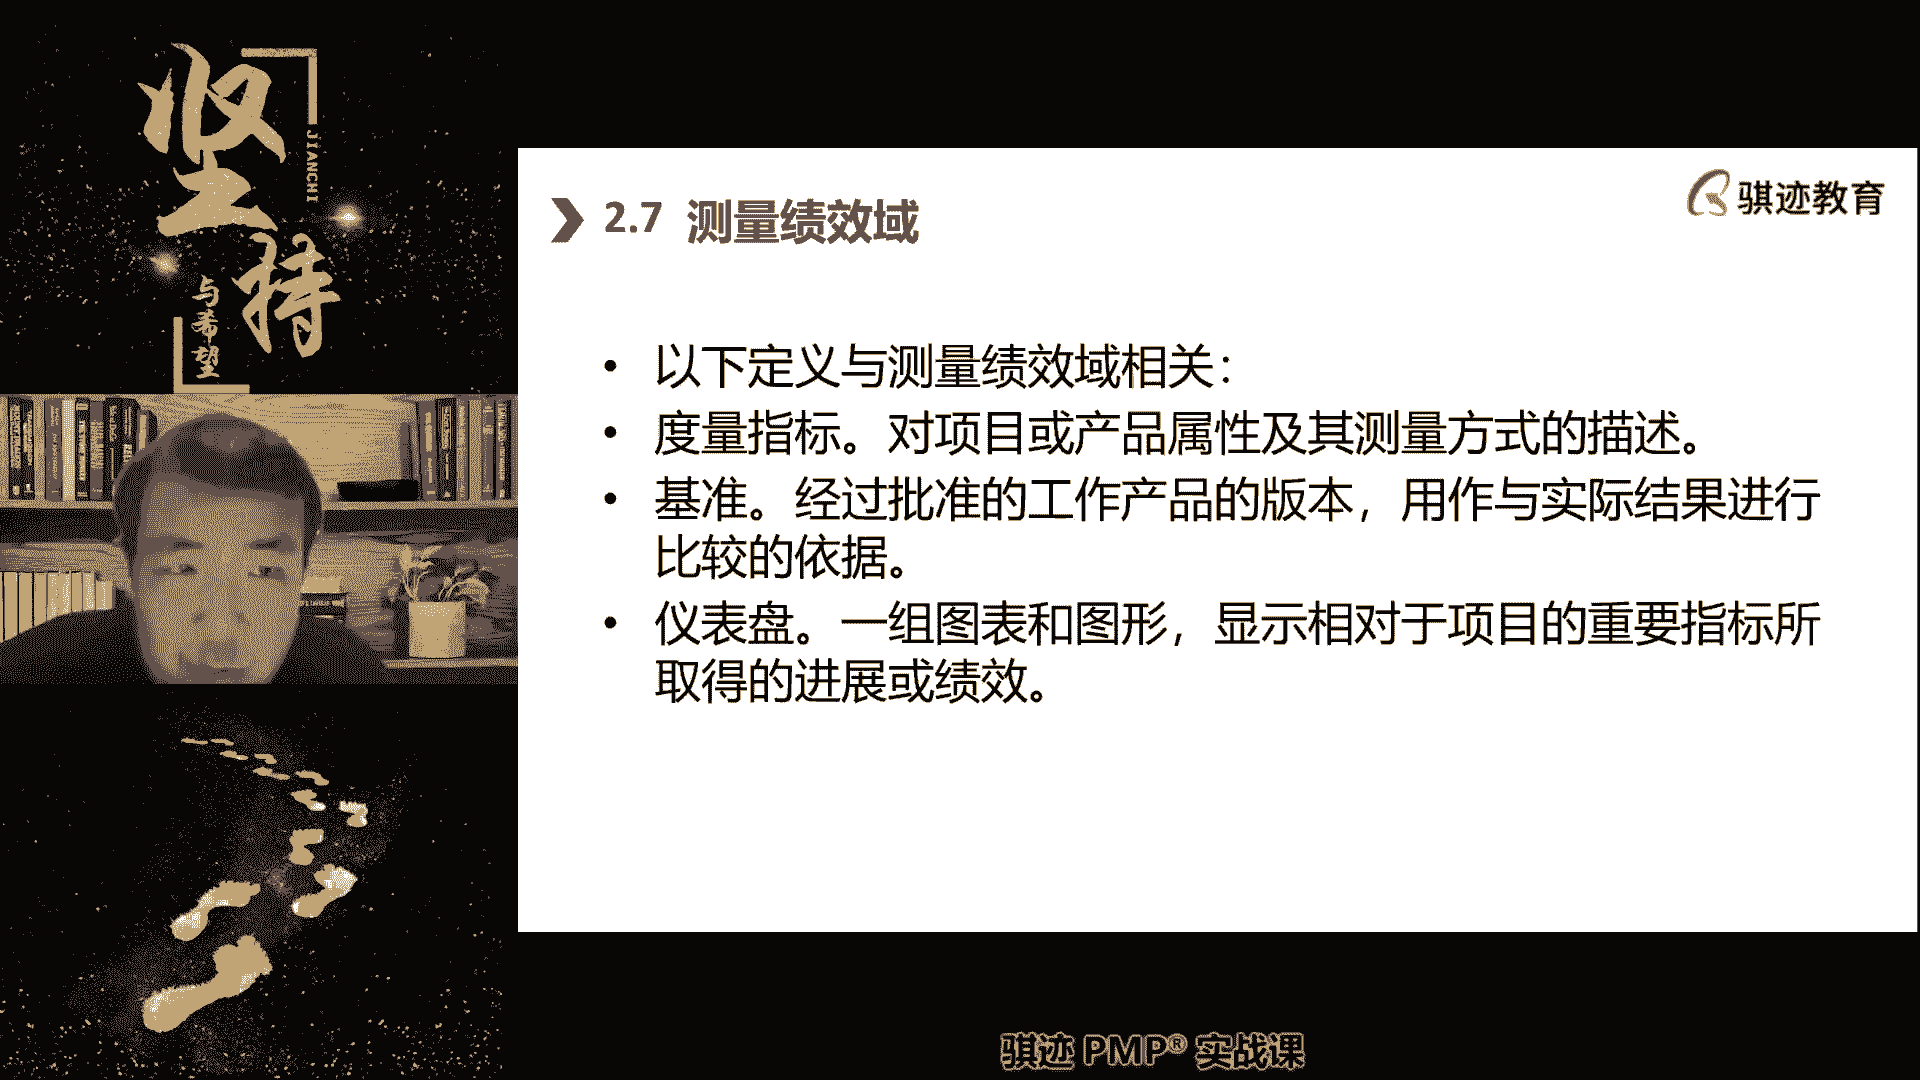 坚持
JIANCHI
与希望
骐迹教育
2.7 测量绩效域
• 以下定义与测量绩效域相关：
• 度量指标。对项目或产品属性及其测量方式的描述。
• 基准。经过批准的工作产品的版本，用作与实际结果进行
比较的依据。
• 仪表盘。一组图表和图形，显示相对于项目的重要指标所
取得的进展或绩效。
骐迹 PMP® 实战课